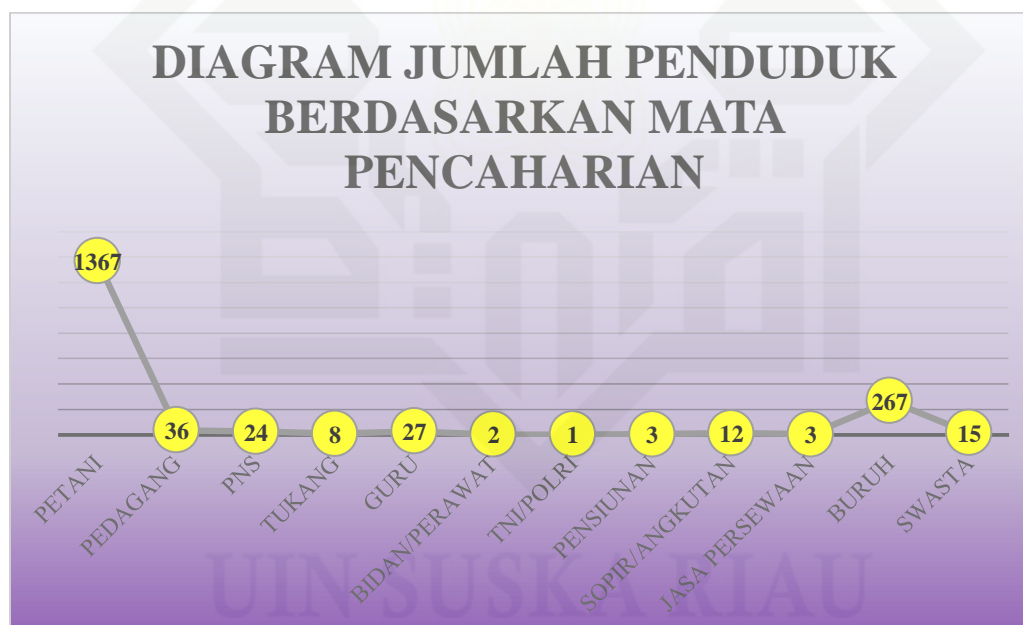 DIAGRAM JUMLAH PENDUDUK
BERDASARKAN MATA
PENCAHARIAN
1367
36
24
8
27
2
1
3
12
3
267
15
PETANI
PEDAGANG
PNS
TUKANG
GURU
BIDAN/PERAWAT
TNI/POLRI
PENSIUNAN
SOPIR/ANGKUTAN
JASA PERSEWAAN
BURUH
SWASTA
UIN SUSKA RIAU